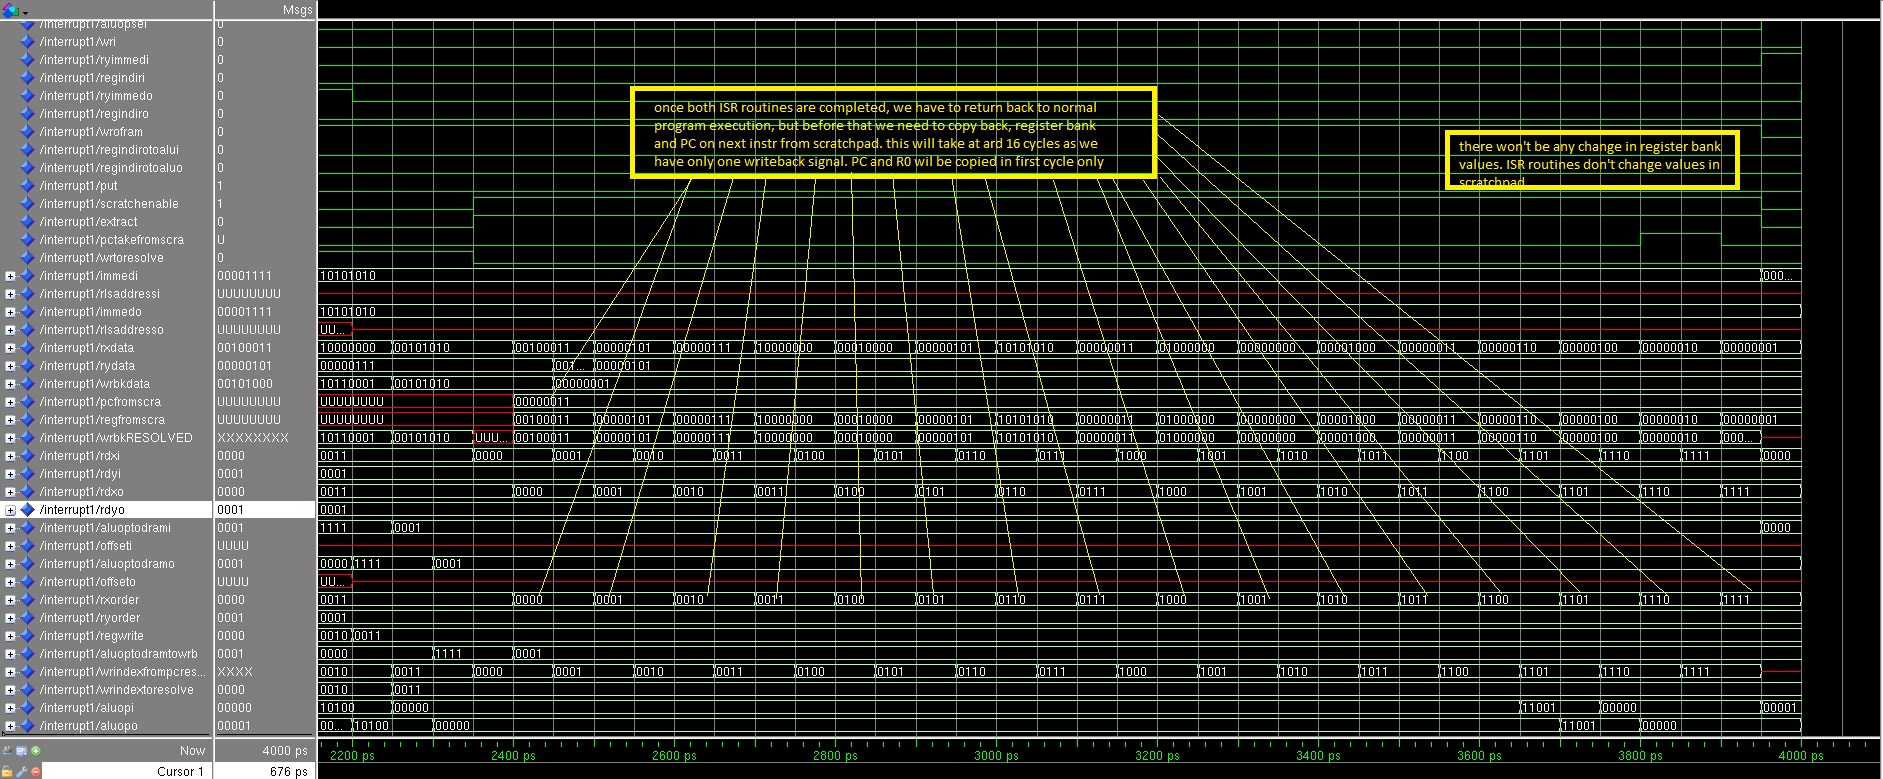 Msgs
/interrupt1/aluopsel 0
/interrupt1/wri 0
/interrupt1/ryimmedi 0
/interrupt1/regindiri 0
/interrupt1/ryimmedo 0
/interrupt1/regindiro 0
/interrupt1/wrofram 0
/interrupt1/regindirotoalui 0
/interrupt1/regindirotoaluo 0
/interrupt1/put 1
/interrupt1/scratchenable 1
/interrupt1/extract 0
/interrupt1/pctakefromscra U
/interrupt1/wrtoresolve 0
once both ISR routines are completed, we have to return back to normal
program execution, but before that we need to copy back, register bank
and PC on next instr from scratchpad. this will take at ard 16 cycles as we
have only one writeback signal. PC and R0 wil be copied in first cycle only
there won't be any change in register bank
values. ISR routines don't change values in
scratchpad
/interrupt1/immedi 00001111 10101010 000...
/interrupt1/rlsaddressi UUUUUUUU
/interrupt1/immedo 00001111 10101010
/interrupt1/rlsaddresso UUUUUUUU UU...
/interrupt1/rxdata 00100011 10000000 00101010 00100011 00000101 00000111 10000000 00010000 00000101 10101010 00000011 01000000 00000000 00001000 00000011 00000110 00000100 00000010 00000001
/interrupt1/rydata 00000101 00000111 001... 00000101
/interrupt1/wrbkdata 00101000 10110001 00101010 00000001
/interrupt1/pcfromscra UUUUUUUU UUUUUUUU 00000011
/interrupt1/regfromscra UUUUUUUU UUUUUUUU 00100011 00000101 00000111 10000000 00010000 00000101 10101010 00000011 01000000 00000000 00001000 00000011 00000110 00000100 00000010 00000001
/interrupt1/wrbkRESOLVED XXXXXXXX 10110001 00101010 UUU... 00100011 00000101 00000111 10000000 00010000 00000101 10101010 00000011 01000000 00000000 00001000 00000011 00000110 00000100 00000010 000...
/interrupt1/rdxi 0000 0011 0000 0001 0010 0011 0100 0101 0110 0111 1000 1001 1010 1011 1100 1101 1110 1111 0000
/interrupt1/rdyi 0001 0001
/interrupt1/rdxo 0000 0011 0000 0001 0010 0011 0100 0101 0110 0111 1000 1001 1010 1011 1100 1101 1110 1111
/interrupt1/rdyo 0001 0001
/interrupt1/aluoptodrami 0001 1111 0001 0000
/interrupt1/offseti UUUU
/interrupt1/aluoptodramo 0001 0000 1111 0001
/interrupt1/offseto UUUU UU...
/interrupt1/rxorder 0000 0011 0000 0001 0010 0011 0100 0101 0110 0111 1000 1001 1010 1011 1100 1101 1110 1111
/interrupt1/ryorder 0001 0001
/interrupt1/regwrite 0000 0010 0011
/interrupt1/aluoptodramtowrb 0001 0000 1111 0001
/interrupt1/wrindexfrompcres... XXXX 0010 0011 0000 0001 0010 0011 0100 0101 0110 0111 1000 1001 1010 1011 1100 1101 1110 1111
/interrupt1/wrindextoresolve 0000 0010 0011
/interrupt1/aluopi 00000 10100 00000 11001 00000 00001
/interrupt1/aluopo 00001 00... 10100 00000 11001 00000
Now 4000 ps 2200 ps 2400 ps 2600 ps 2800 ps 3000 ps 3200 ps 3400 ps 3600 ps 3800 ps 4000 ps
Cursor 1 676 ps